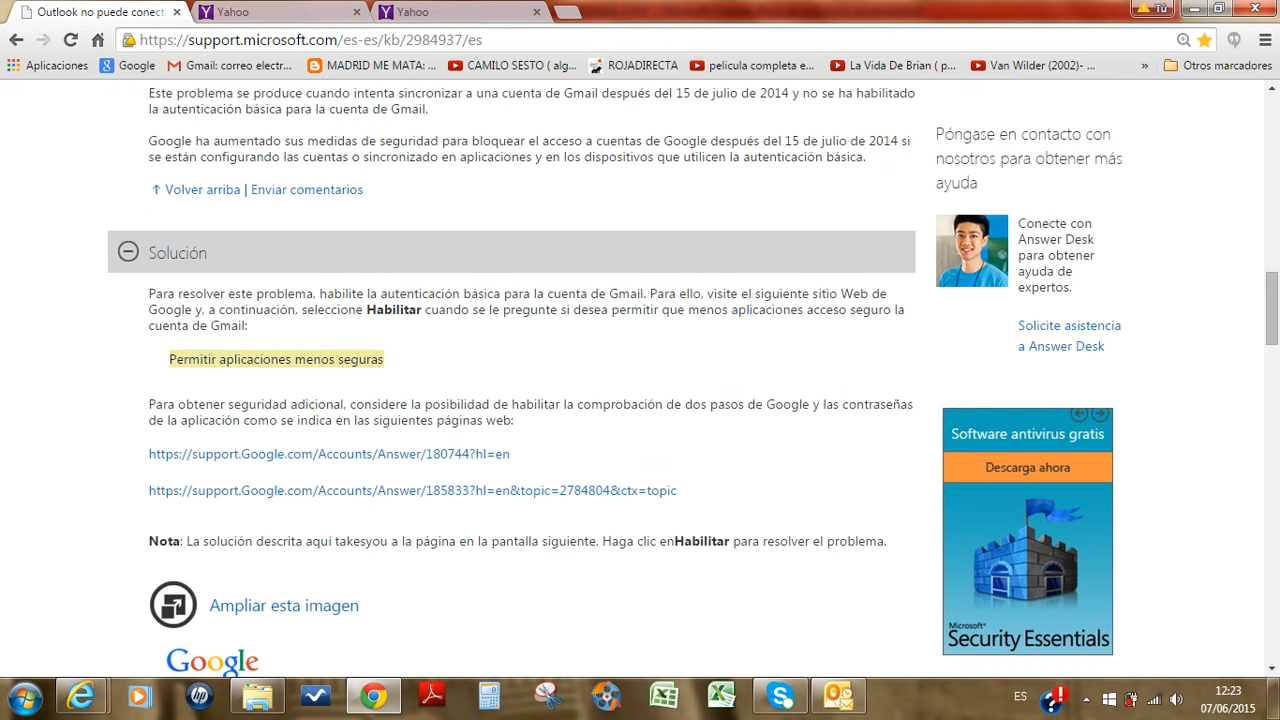 Outlook no puede conect
Yahoo
Yahoo
Tú
https://support.microsoft.com/es-es/kb/2984937/es
Aplicaciones
Google
Gmail: correo electr...
MADRID ME MATA: ...
CAMILO SESTO ( alg...
ROJADIRECTA
pelicula completa e...
La Vida De Brian ( p...
Van Wilder (2002)- ...
»
Otros marcadores
Este problema se produce cuando intenta sincronizar a una cuenta de Gmail después del 15 de julio de 2014 y no se ha habilitado
la autenticación básica para la cuenta de Gmail.
Google ha aumentado sus medidas de seguridad para bloquear el acceso a cuentas de Google después del 15 de julio de 2014 si
se están configurando las cuentas o sincronizado en aplicaciones y en los dispositivos que utilicen la autenticación básica.
Volver arriba | Enviar comentarios
Solución
Para resolver este problema, habilite la autenticación básica para la cuenta de Gmail. Para ello, visite el siguiente sitio Web de
Google y, a continuación, seleccione Habilitar cuando se le pregunte si desea permitir que menos aplicaciones acceso seguro la
cuenta de Gmail:
Permitir aplicaciones menos seguras
Para obtener seguridad adicional, considere la posibilidad de habilitar la comprobación de dos pasos de Google y las contraseñas
de la aplicación como se indica en las siguientes páginas web:
https://support.Google.com/Accounts/Answer/180744?hl=en
https://support.Google.com/Accounts/Answer/185833?hl=en&topic=2784804&ctx=topic
Nota: La solución descrita aquí takesyou a la página en la pantalla siguiente. Haga clic enHabilitar para resolver el problema.
Ampliar esta imagen
Google
Póngase en contacto con
nosotros para obtener más
ayuda
Conecte con
Answer Desk
para obtener
ayuda de
expertos.
Solicite asistencia
a Answer Desk
Software antivirus gratis
Descarga ahora
Microsoft®
Security Essentials
hp
ES
12:23
07/06/2015